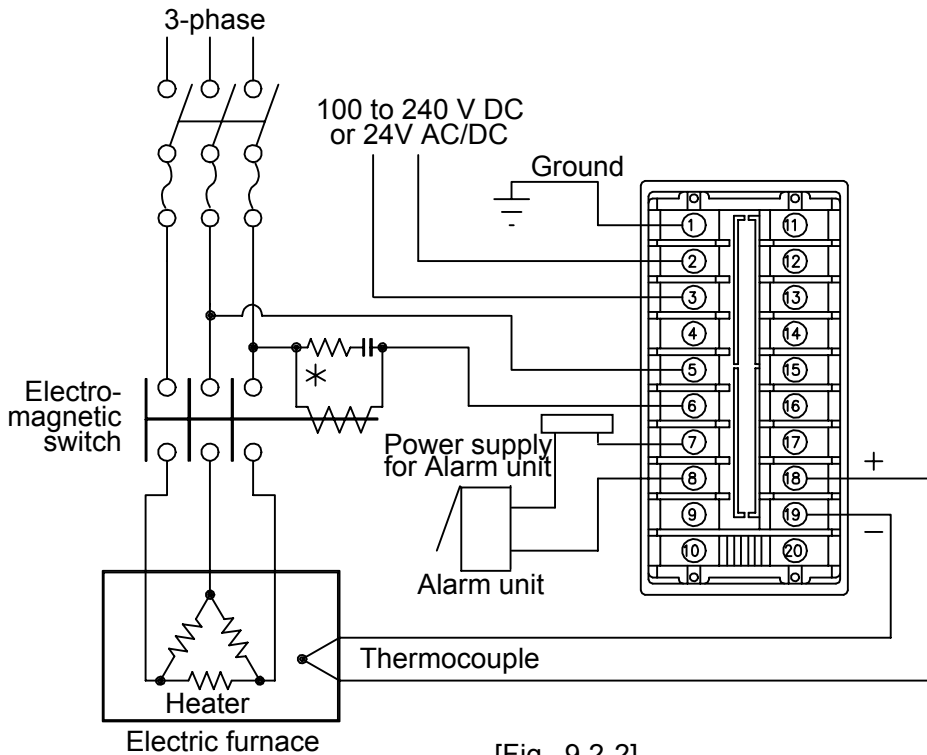 3-phase
100 to 240 V DC
or 24V AC/DC
Ground
1
2
3
4
5
6
7
8
9
10
11
12
13
14
15
16
17
18
19
20
+
−
Electro-
magnetic
switch
*
Power supply
for Alarm unit
Alarm unit
Thermocouple
Heater
Electric furnace
[Fig. 9.2-2]